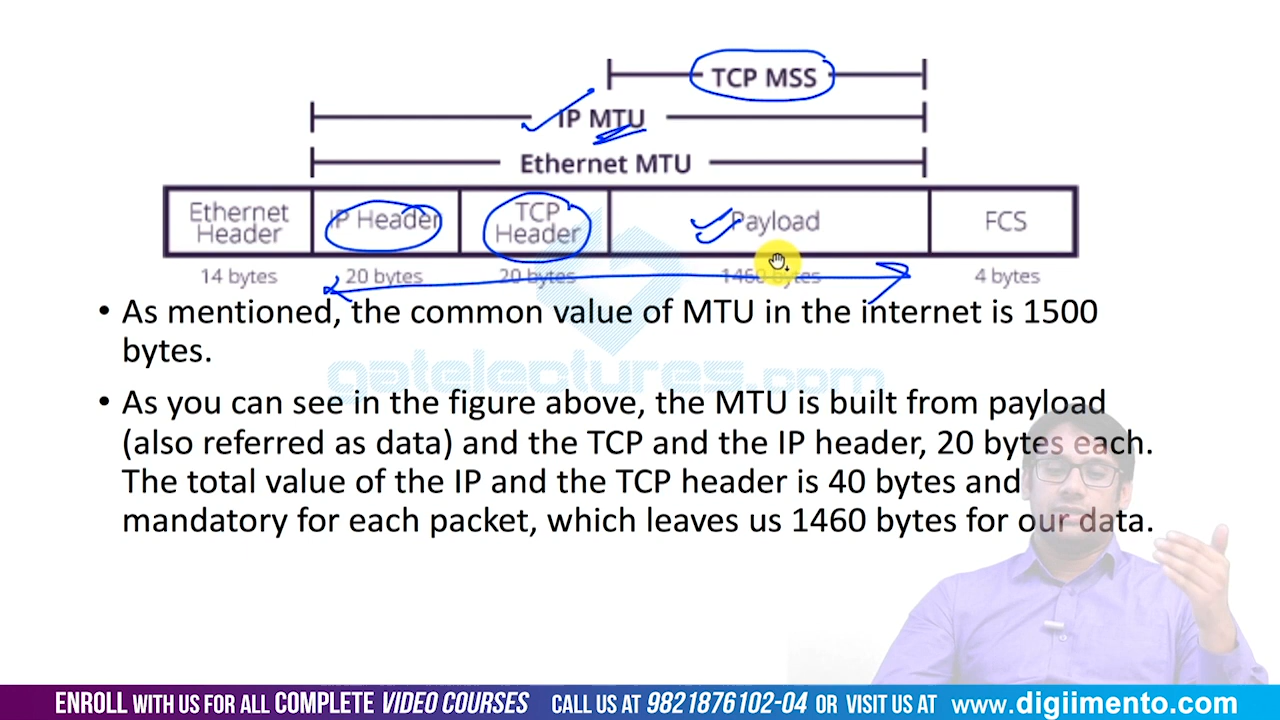 TCP MSS
IP MTU
Ethernet MTU
Ethernet Header
IP Header
TCP Header
Payload
FCS
14 bytes
20 bytes
20 bytes
1460 bytes
4 bytes
• As mentioned, the common value of MTU in the internet is 1500
bytes.
• As you can see in the figure above, the MTU is built from payload
(also referred as data) and the TCP and the IP header, 20 bytes each.
The total value of the IP and the TCP header is 40 bytes and
mandatory for each packet, which leaves us 1460 bytes for our data.
gatelectures.com
ENROLL WITH US FOR ALL COMPLETE VIDEO COURSES CALL US AT 9821876102-04 OR VISIT US AT www.digiimento.com